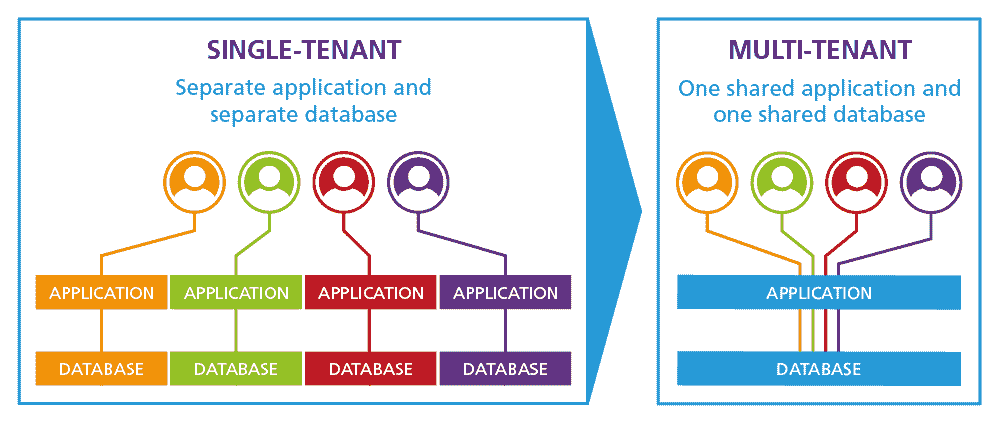 SINGLE-TENANT
Separate application and
separate database
APPLICATION
APPLICATION
APPLICATION
APPLICATION
DATABASE
DATABASE
DATABASE
DATABASE
MULTI-TENANT
One shared application and
one shared database
APPLICATION
DATABASE